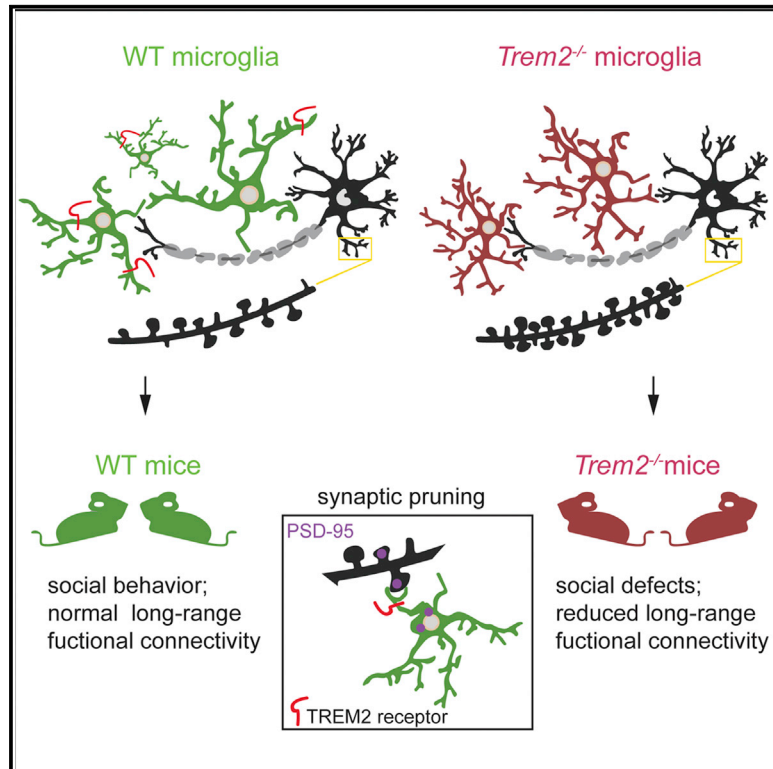 WT microglia
Trem2-/- microglia
WT mice
social behavior;
normal long-range
fuctional connectivity
synaptic pruning
PSD-95
TREM2 receptor
Trem2-/-mice
social defects;
reduced long-range
fuctional connectivity